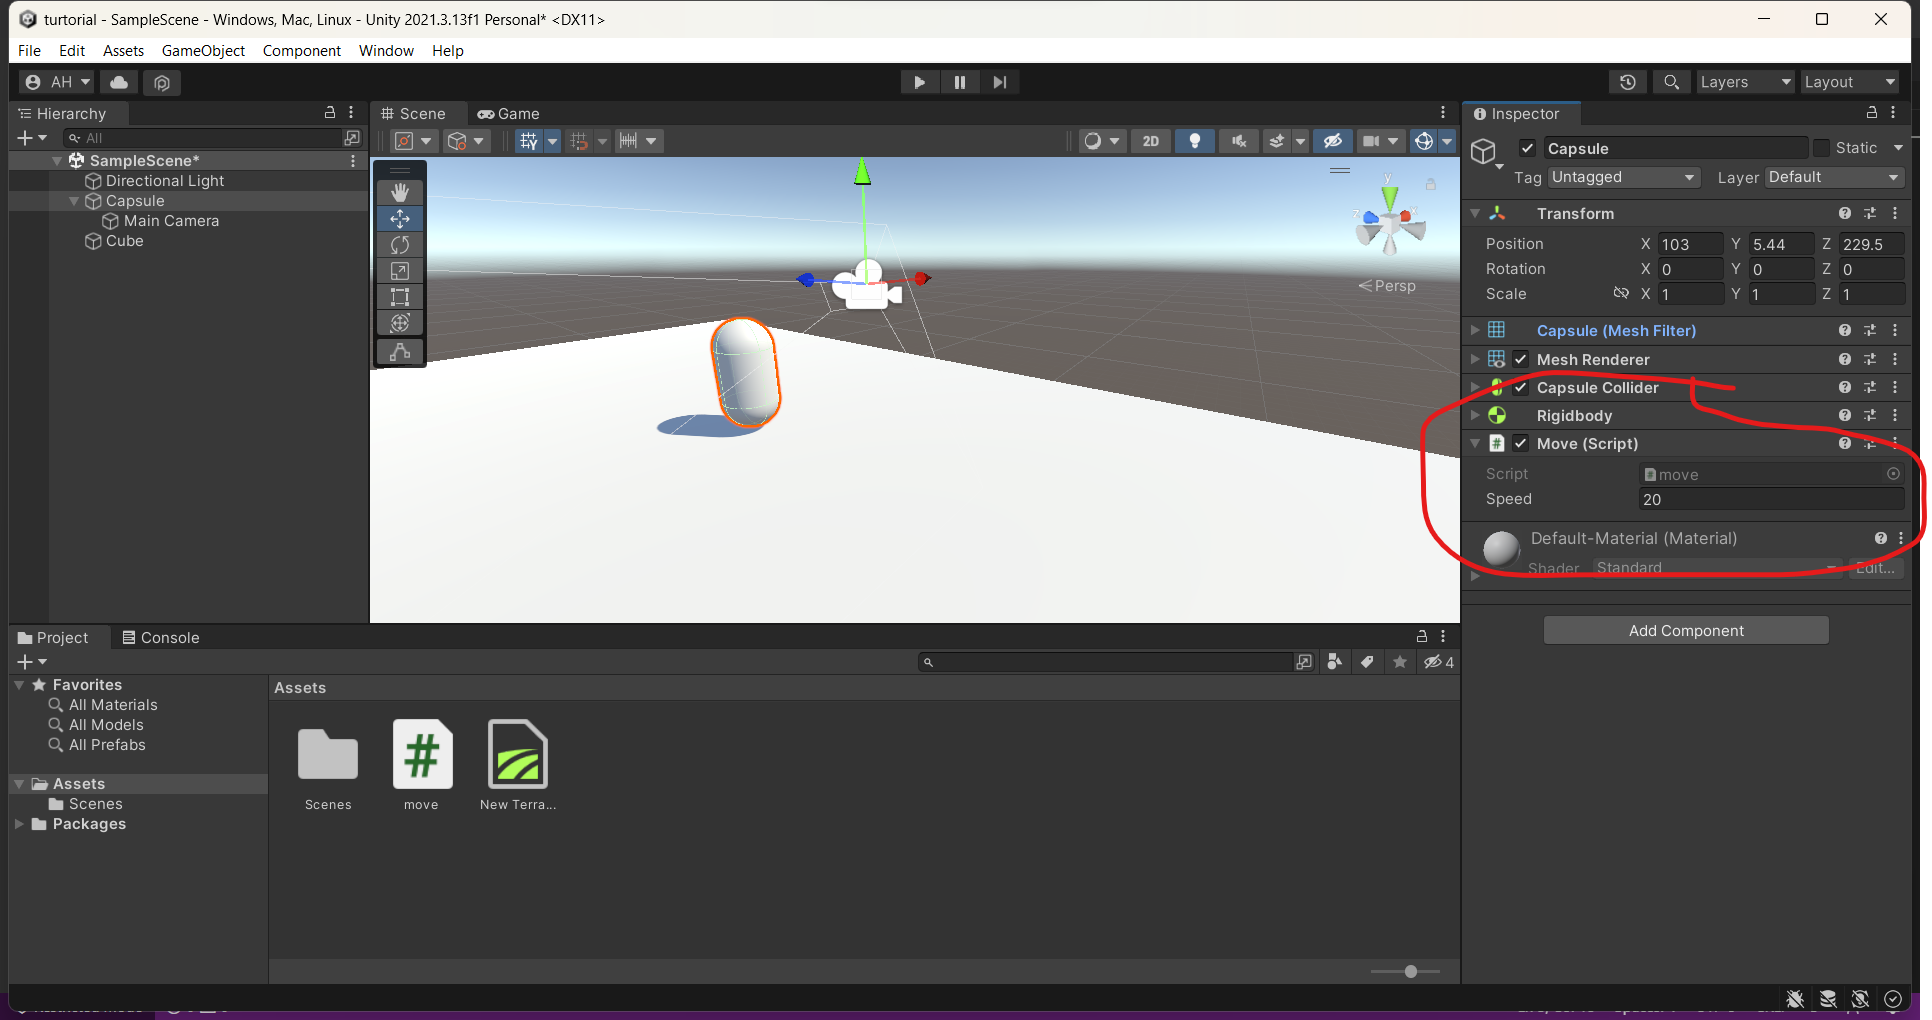 turtorial - SampleScene - Windows, Mac, Linux - Unity 2021.3.13f1 Personal* <DX11>
File Edit Assets GameObject Component Window Help
AH Layers Layout
Hierarchy
All
SampleScene*
Directional Light
Capsule
Main Camera
Cube
Scene Game
2D
y
z x
Persp
Inspector
Capsule Static
Tag Untagged Layer Default
Transform
Position X 103 Y 5.44 Z 229.5
Rotation X 0 Y 0 Z 0
Scale X 1 Y 1 Z 1
Capsule (Mesh Filter)
Mesh Renderer
Capsule Collider
Rigidbody
# Move (Script)
Script move
Speed 20
Default-Material (Material)
Shader Standard Edit...
Add Component
Project Console
4
Favorites
All Materials
All Models
All Prefabs
Assets
Scenes
Packages
Assets
#
Scenes move New Terra...